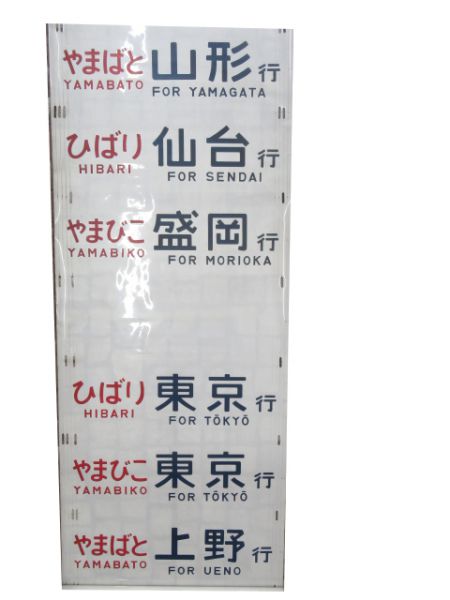 やまばと 山形 行
YAMABATO FOR YAMAGATA
ひばり 仙台 行
HIBARI FOR SENDAI
やまびこ 盛岡 行
YAMABIKO FOR MORIOKA
ひばり 東京 行
HIBARI FOR TŌKYŌ
やまびこ 東京 行
YAMABIKO FOR TŌKYŌ
やまばと 上野 行
YAMABATO FOR UENO